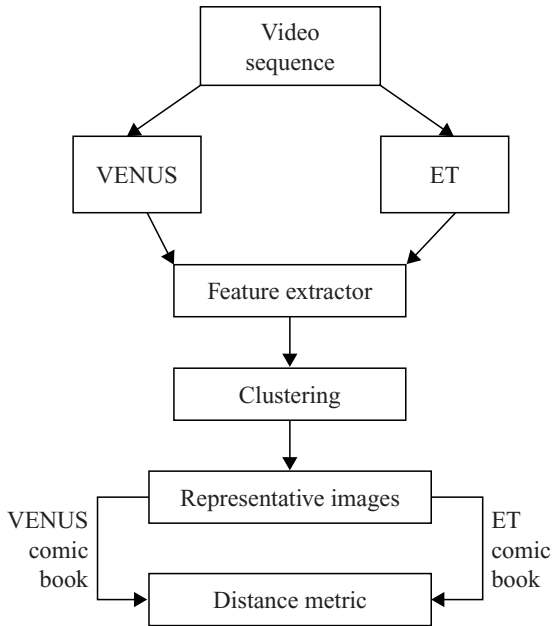 Video
sequence
VENUS
ET
Feature extractor
Clustering
Representative images
VENUS
comic
book
ET
comic
book
Distance metric